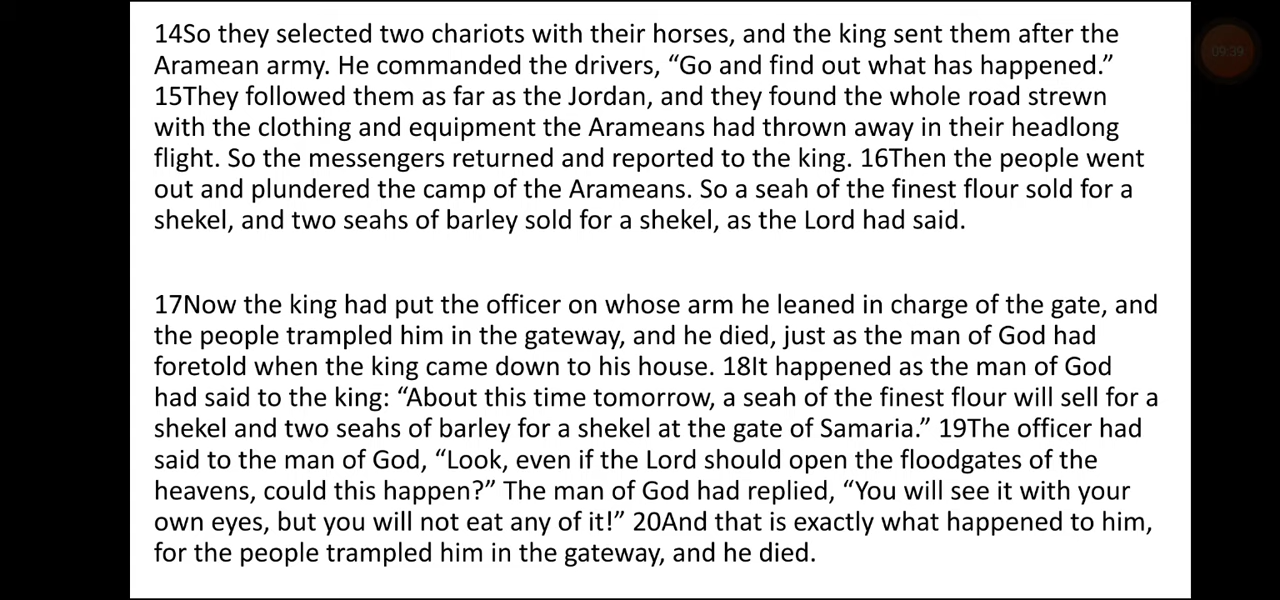 09:39
14So they selected two chariots with their horses, and the king sent them after the
Aramean army. He commanded the drivers, “Go and find out what has happened.”
15They followed them as far as the Jordan, and they found the whole road strewn
with the clothing and equipment the Arameans had thrown away in their headlong
flight. So the messengers returned and reported to the king. 16Then the people went
out and plundered the camp of the Arameans. So a seah of the finest flour sold for a
shekel, and two seahs of barley sold for a shekel, as the Lord had said.
17Now the king had put the officer on whose arm he leaned in charge of the gate, and
the people trampled him in the gateway, and he died, just as the man of God had
foretold when the king came down to his house. 18It happened as the man of God
had said to the king: “About this time tomorrow, a seah of the finest flour will sell for a
shekel and two seahs of barley for a shekel at the gate of Samaria.” 19The officer had
said to the man of God, “Look, even if the Lord should open the floodgates of the
heavens, could this happen?” The man of God had replied, “You will see it with your
own eyes, but you will not eat any of it!” 20And that is exactly what happened to him,
for the people trampled him in the gateway, and he died.